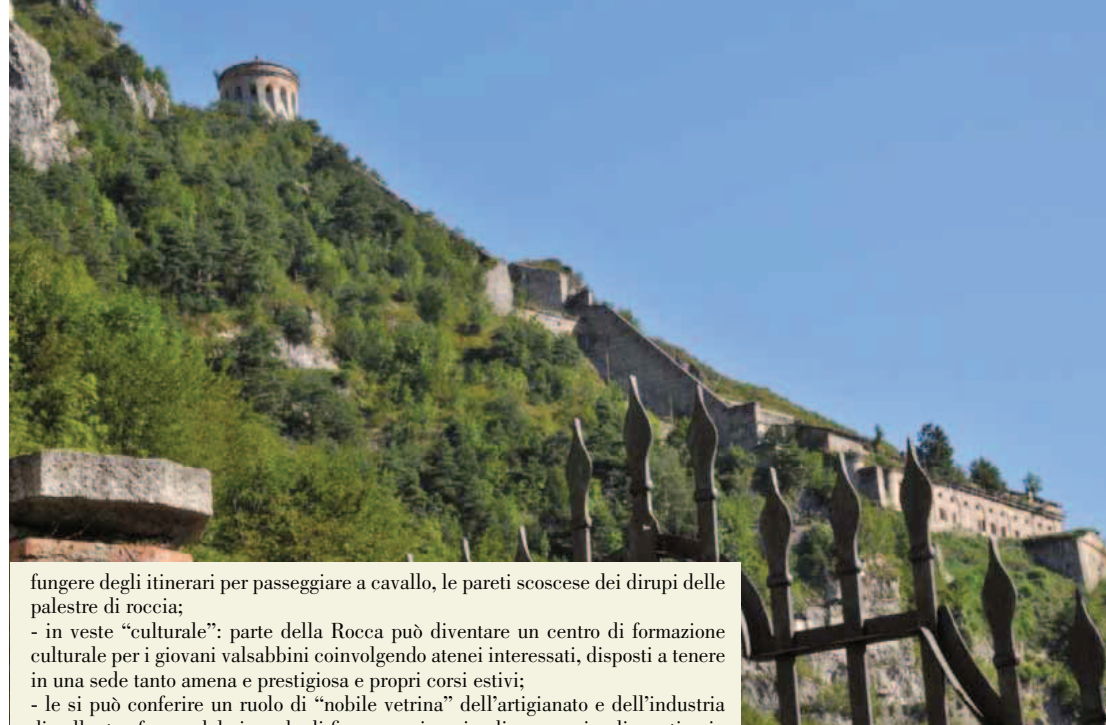 fungere degli itinerari per passeggiare a cavallo, le pareti scoscese dei dirupi delle
palestre di roccia;
- in veste “culturale”: parte della Rocca può diventare un centro di formazione
culturale per i giovani valsabbini coinvolgendo atenei interessati, disposti a tenere
in una sede tanto amena e prestigiosa e propri corsi estivi;
- le si può conferire un ruolo di “nobile vetrina” dell’artigianato e dell’industria